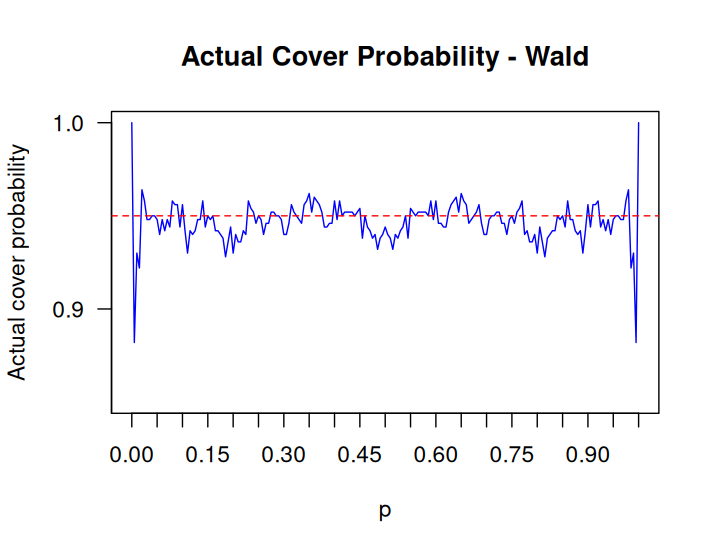 Actual Cover Probability - Wald
Actual cover probability
1.0
0.9
0.00 0.15 0.30 0.45 0.60 0.75 0.90
p